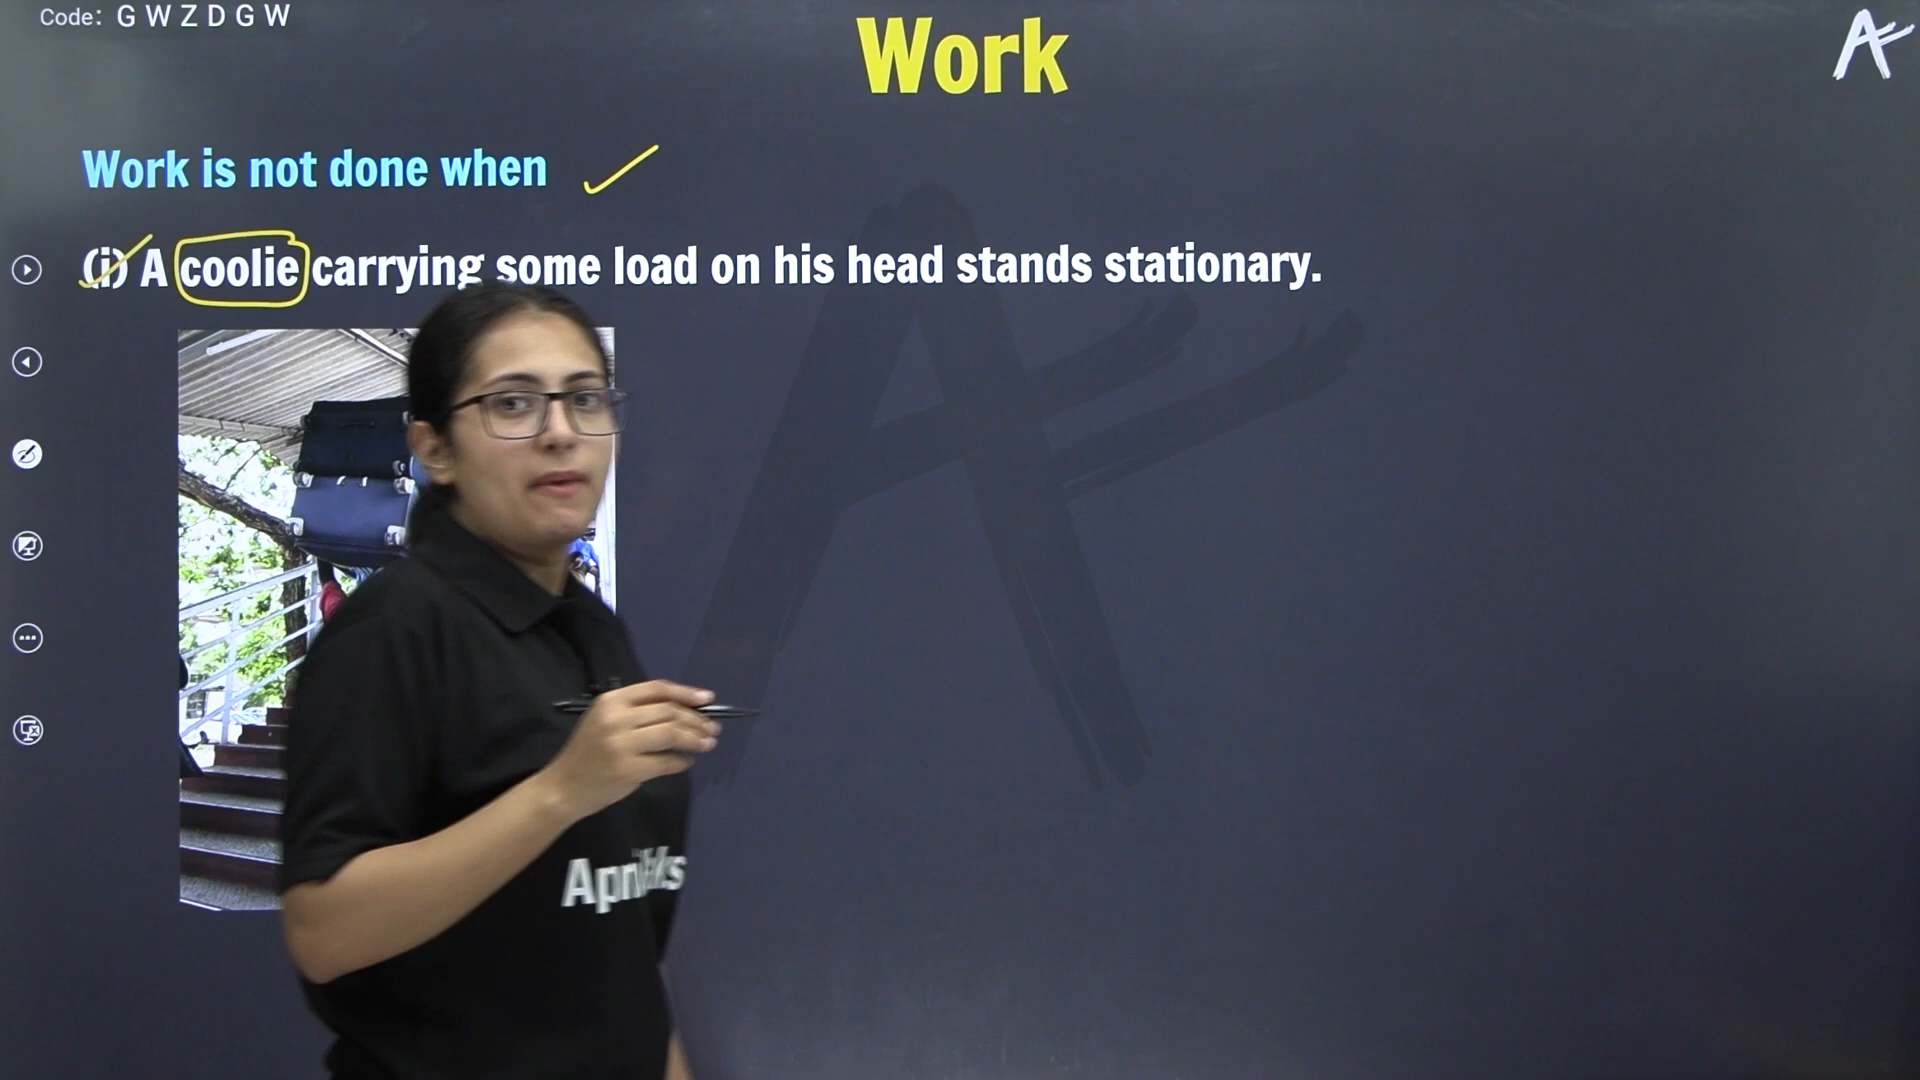 Code: G W Z D G W
Work
Work is not done when
(i) A coolie carrying some load on his head stands stationary.